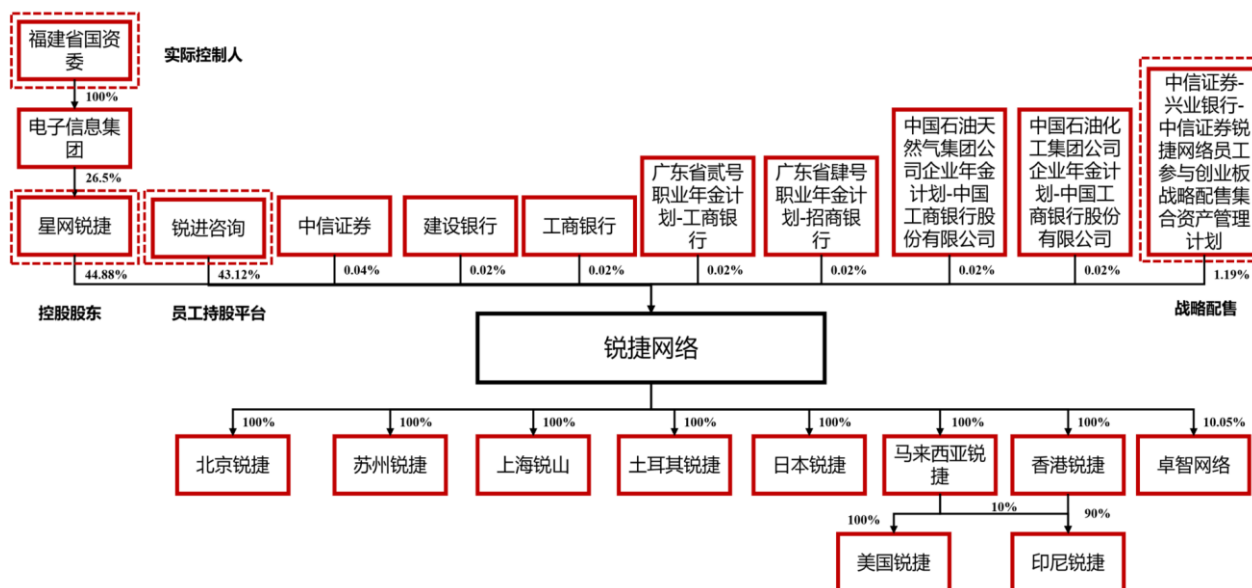 福建省国资
委
实际控制人
100%
电子信息集
团
26.5%
星网锐捷
锐进咨询
中信证券
建设银行
工商银行
广东省贰号
职业年金计
划-工商银
行
广东省肆号
职业年金计
划-招商银
行
中国石油天
然气集团公
司企业年金
计划-中国
工商银行股
份有限公司
中国石油化
工集团公司
企业年金计
划-中国工
商银行股份
有限公司
中信证券-
兴业银行-
中信证券锐
捷网络员工
参与创业板
战略配售集
合资产管理
计划
44.88%
43.12%
0.04%
0.02%
0.02%
0.02%
0.02%
0.02%
0.02%
1.19%
控股股东
员工持股平台
战略配售
锐捷网络
100%
100%
100%
100%
100%
100%
100%
10.05%
北京锐捷
苏州锐捷
上海锐山
土耳其锐捷
日本锐捷
马来西亚锐
捷
香港锐捷
卓智网络
100%
10%
90%
美国锐捷
印尼锐捷